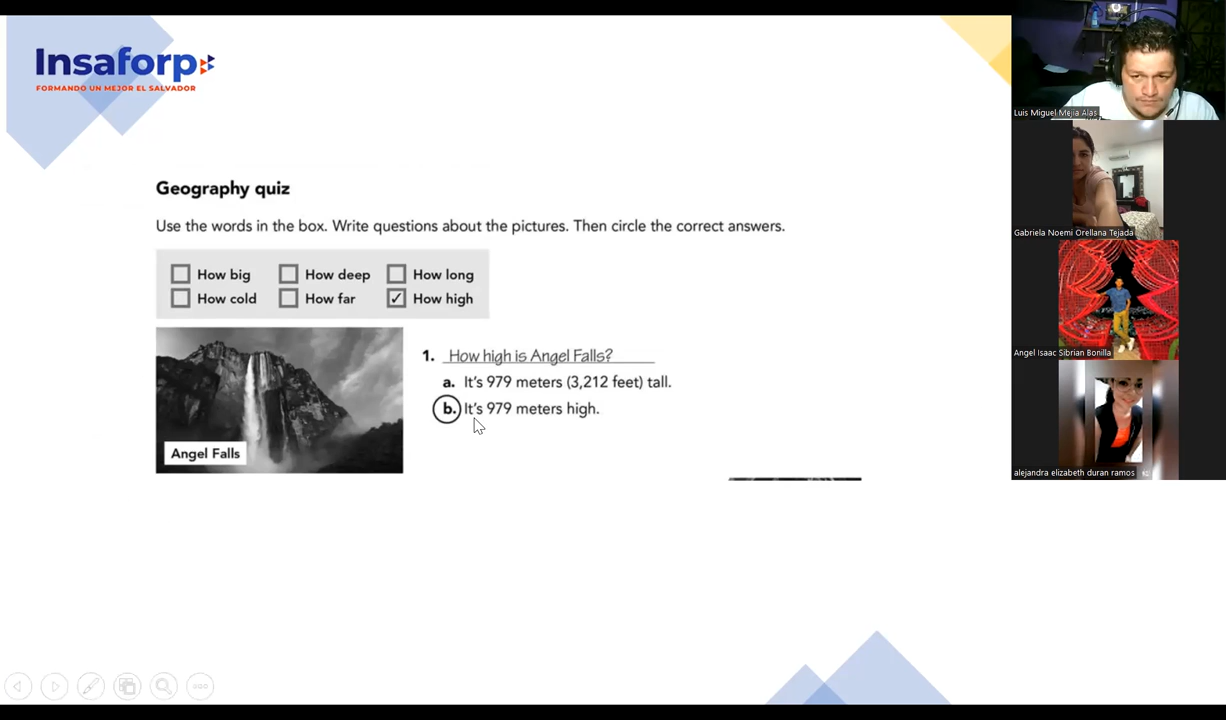 Insaforp
FORMANDO UN MEJOR EL SALVADOR
Geography quiz
Use the words in the box. Write questions about the pictures. Then circle the correct answers.
How big How deep How long
How cold How far ✓ How high
Angel Falls
1. How high is Angel Falls?
a. It's 979 meters (3,212 feet) tall.
b. It's 979 meters high.
Luis Miguel Mejia Alas
Gabriela Noemi Orellana Tejada
Angel Isaac Sibrian Bonilla
alejandra elizabeth duran ramos